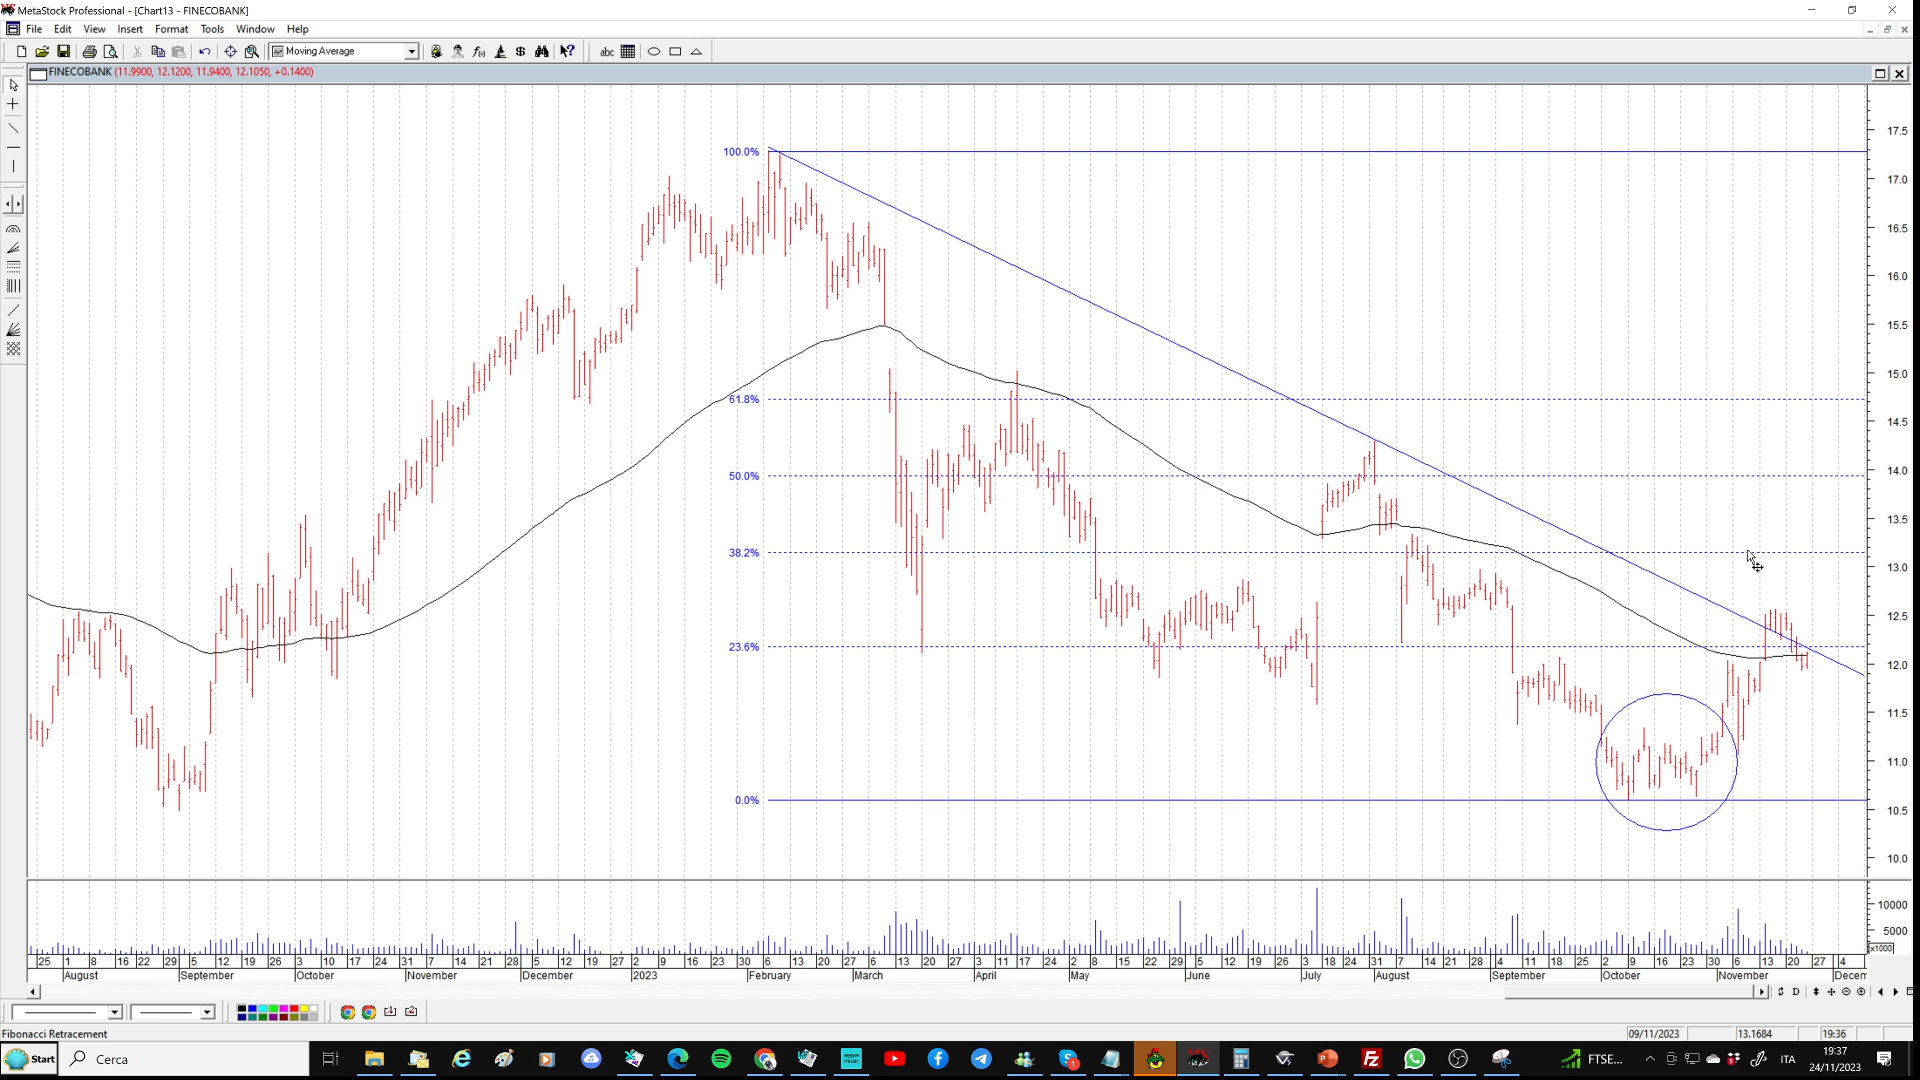 MetaStock Professional - [Chart13 - FINECOBANK]
File Edit View Insert Format Tools Window Help
Moving Average
abc
FINECOBANK (11.9900, 12.1200, 11.9400, 12.1050, +0.1400)
17.5
100.0%
17.0
16.5
16.0
15.5
15.0
61.8%
14.5
50.0%
14.0
13.5
38.2%
13.0
12.5
23.6%
12.0
11.5
11.0
0.0%
10.5
10.0
10000
5000
x1000
25 1 8 16 22 29 5 12 19 26 3 10 17 24 31 7 14 21 28 5 12 19 27 2 9 16 23 30 6 13 20 27 6 13 20 27 3 11 17 24 2 8 15 22 29 5 12 19 26 3 10 18 24 31 7 14 21 28 4 11 18 25 2 9 16 23 30 6 13 20 27 4
August September October November December 2023 February March April May June July August September October November Decem
D
Fibonacci Retracement
09/11/2023 13.1684 19:36
Start Cerca FTSE... ITA 19:37
24/11/2023